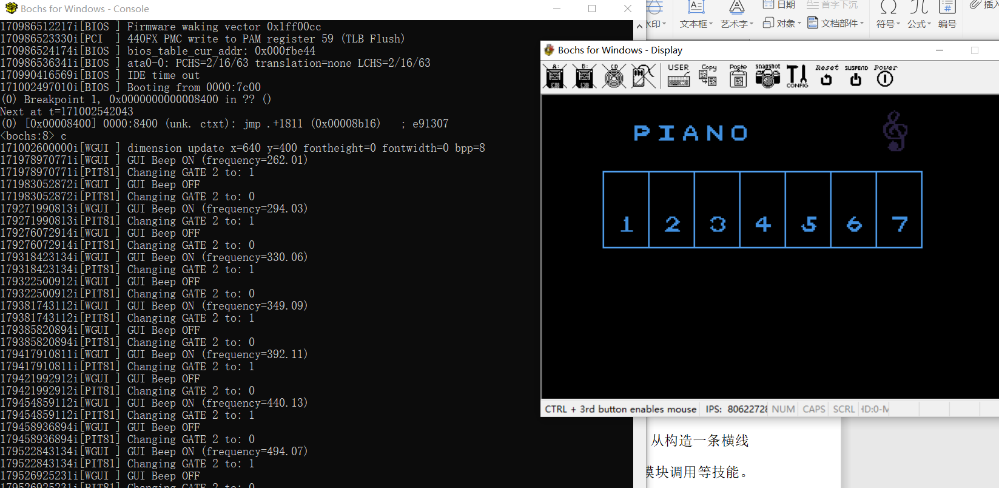 Bochs for Windows - Console
170986512217i[BIOS ] Firmware waking vector 0x1ff00cc
170986523330i[PCI  ] 440FX PMC write to PAM register 59 (TLB Flush)
170986524174i[BIOS ] bios_table_cur_addr: 0x000fbe44
170986536341i[BIOS ] ata0-0: PCHS=2/16/63 translation=none LCHS=2/16/63
170990416569i[BIOS ] IDE time out
171002497010i[BIOS ] Booting from 0000:7c00
(0) Breakpoint 1, 0x0000000000008400 in ?? ()
Next at t=171002542043
(0) [0x00008400] 0000:8400 (unk. ctxt): jmp .+1811 (0x00008b16)   ; e91307
<bochs:8> c
171002600000i[WGUI ] dimension update x=640 y=400 fontheight=0 fontwidth=0 bpp=8
171978970771i[WGUI ] GUI Beep ON (frequency=262.01)
171978970771i[PIT81] Changing GATE 2 to: 1
171983052872i[WGUI ] GUI Beep OFF
171983052872i[PIT81] Changing GATE 2 to: 0
179271990813i[WGUI ] GUI Beep ON (frequency=294.03)
179271990813i[PIT81] Changing GATE 2 to: 1
179276072914i[WGUI ] GUI Beep OFF
179276072914i[PIT81] Changing GATE 2 to: 0
179318423134i[WGUI ] GUI Beep ON (frequency=330.06)
179318423134i[PIT81] Changing GATE 2 to: 1
179322500912i[WGUI ] GUI Beep OFF
179322500912i[PIT81] Changing GATE 2 to: 0
179381743112i[WGUI ] GUI Beep ON (frequency=349.09)
179381743112i[PIT81] Changing GATE 2 to: 1
179385820894i[WGUI ] GUI Beep OFF
179385820894i[PIT81] Changing GATE 2 to: 0
179417910811i[WGUI ] GUI Beep ON (frequency=392.11)
179417910811i[PIT81] Changing GATE 2 to: 1
179421992912i[WGUI ] GUI Beep OFF
179421992912i[PIT81] Changing GATE 2 to: 0
179454859112i[WGUI ] GUI Beep ON (frequency=440.13)
179454859112i[PIT81] Changing GATE 2 to: 1
179458936894i[WGUI ] GUI Beep OFF
179458936894i[PIT81] Changing GATE 2 to: 0
179522843134i[WGUI ] GUI Beep ON (frequency=494.07)
179522843134i[PIT81] Changing GATE 2 to: 1
179526925231i[WGUI ] GUI Beep OFF
179526925231i[PIT81] Changing GATE 2 to: 0
日期 首字下沉
印 文本框 艺术字 对象 文档部件 符号 公式 编号
Bochs for Windows - Display
A: B: CD USER Copy Paste snapshot CONFIG Reset SUSPEND Power
PIANO
1 2 3 4 5 6 7
CTRL + 3rd button enables mouse IPS: 80622728 NUM CAPS SCRL HD:0-M
从构造一条横线
模块调用等技能。